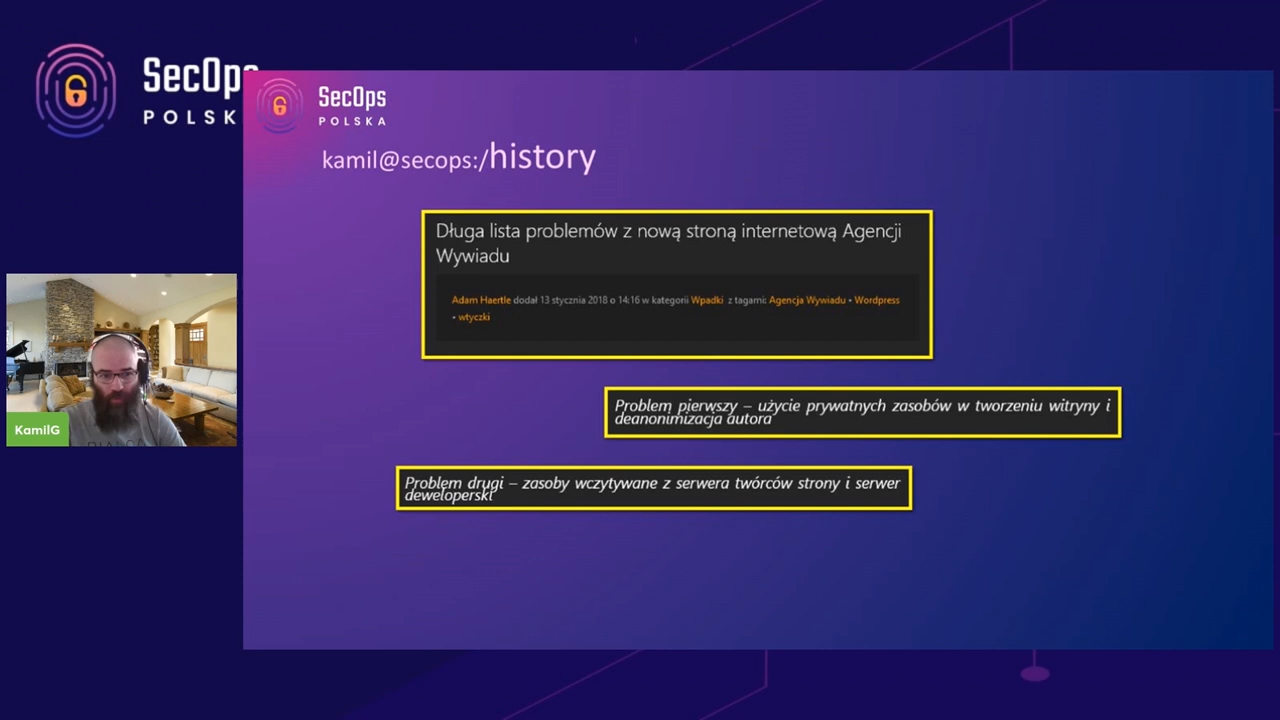 SecOps
POLSK
SecOps
POLSKA
kamil@secops:/history
Długa lista problemów z nową stroną internetową Agencji
Wywiadu
Adam Haertle dodał 13 stycznia 2018 o 14:16 w kategorii Wpadki z tagami: Agencja Wywiadu • Wordpress
• wtyczki
Problem pierwszy – użycie prywatnych zasobów w tworzeniu witryny i
deanonimizacja autora
Problem drugi – zasoby wczytywane z serwera twórców strony i serwer
deweloperski
KamilG